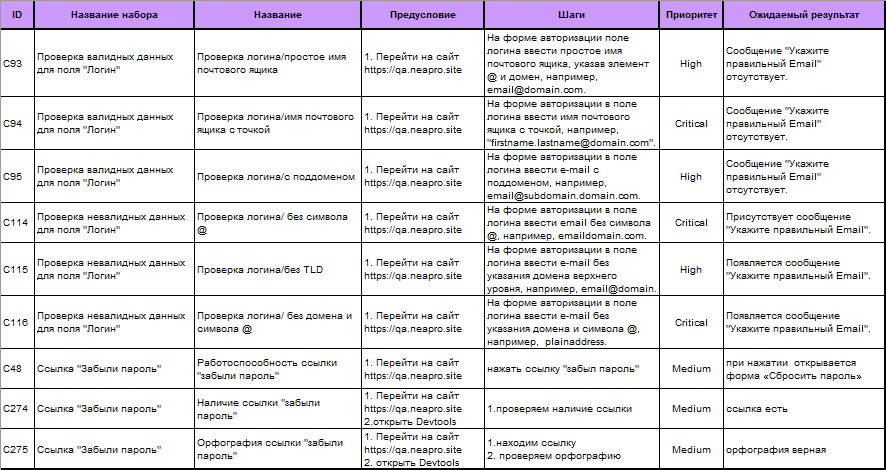 ID Название набора Название Предусловие Шаги Приоритет Ожидаемый результат
C93
Проверка валидных данных
для поля "Логин"
Проверка логина/простое имя
почтового ящика
1. Перейти на сайт
https://qa.neapro.site
На форме авторизации поле
логина ввести простое имя
почтового ящика, указав элемент
@ и домен, например,
email@domain.com.
High
Сообщение "Укажите
правильный Email"
отсутствует.
C94
Проверка валидных данных
для поля "Логин"
Проверка логина/имя почтового
ящика с точкой
1. Перейти на сайт
https://qa.neapro.site
На форме авторизации в поле
логина ввести имя почтового
ящика с точкой, например,
"firstname.lastname@domain.com".
Critical
Сообщение "Укажите
правильный Email"
отсутствует.
C95
Проверка валидных данных
для поля "Логин"
Проверка логина/с поддоменом
1. Перейти на сайт
https://qa.neapro.site
На форме авторизации в поле
логина ввести e-mail с
поддоменом, например,
email@subdomain.domain.com.
High
Сообщение "Укажите
правильный Email"
отсутствует.
C114
Проверка невалидных данных
для поля "Логин"
Проверка логина/ без символа
@
1. Перейти на сайт
https://qa.neapro.site
На форме авторизации в поле
логина ввести email без символа
@, например, emaildomain.com.
Critical
Присутствует сообщение
"Укажите правильный Email".
C115
Проверка невалидных данных
для поля "Логин"
Проверка логина/без TLD
1. Перейти на сайт
https://qa.neapro.site
На форме авторизации в поле
логина ввести e-mail без
указания домена верхнего
уровня, например, email@domain.
High
Появляется сообщение
"Укажите правильный Email".
C116
Проверка невалидных данных
для поля "Логин"
Проверка логина/ без домена и
символа @
1. Перейти на сайт
https://qa.neapro.site
На форме авторизации в поле
логина ввести e-mail без
указания домена и символа @,
например, plainaddress.
Critical
Появляется сообщение
"Укажите правильный Email".
C48
Ссылка "Забыли пароль"
Работоспособность ссылки
"забыли пароль"
1. Перейти на сайт
https://qa.neapro.site
нажать ссылку "забыл пароль"
Medium
при нажатии открывается
форма «Сбросить пароль»
C274
Ссылка "Забыли пароль"
Наличие ссылки "забыли
пароль"
1. Перейти на сайт
https://qa.neapro.site
2.открыть Devtools
1.проверяем наличие ссылки
Medium
ссылка есть
C275
Ссылка "Забыли пароль"
Орфография ссылки "забыли
пароль"
1. Перейти на сайт
https://qa.neapro.site
2. открыть Devtools
1.находим ссылку
2. проверяем орфографию
Medium
орфография верная